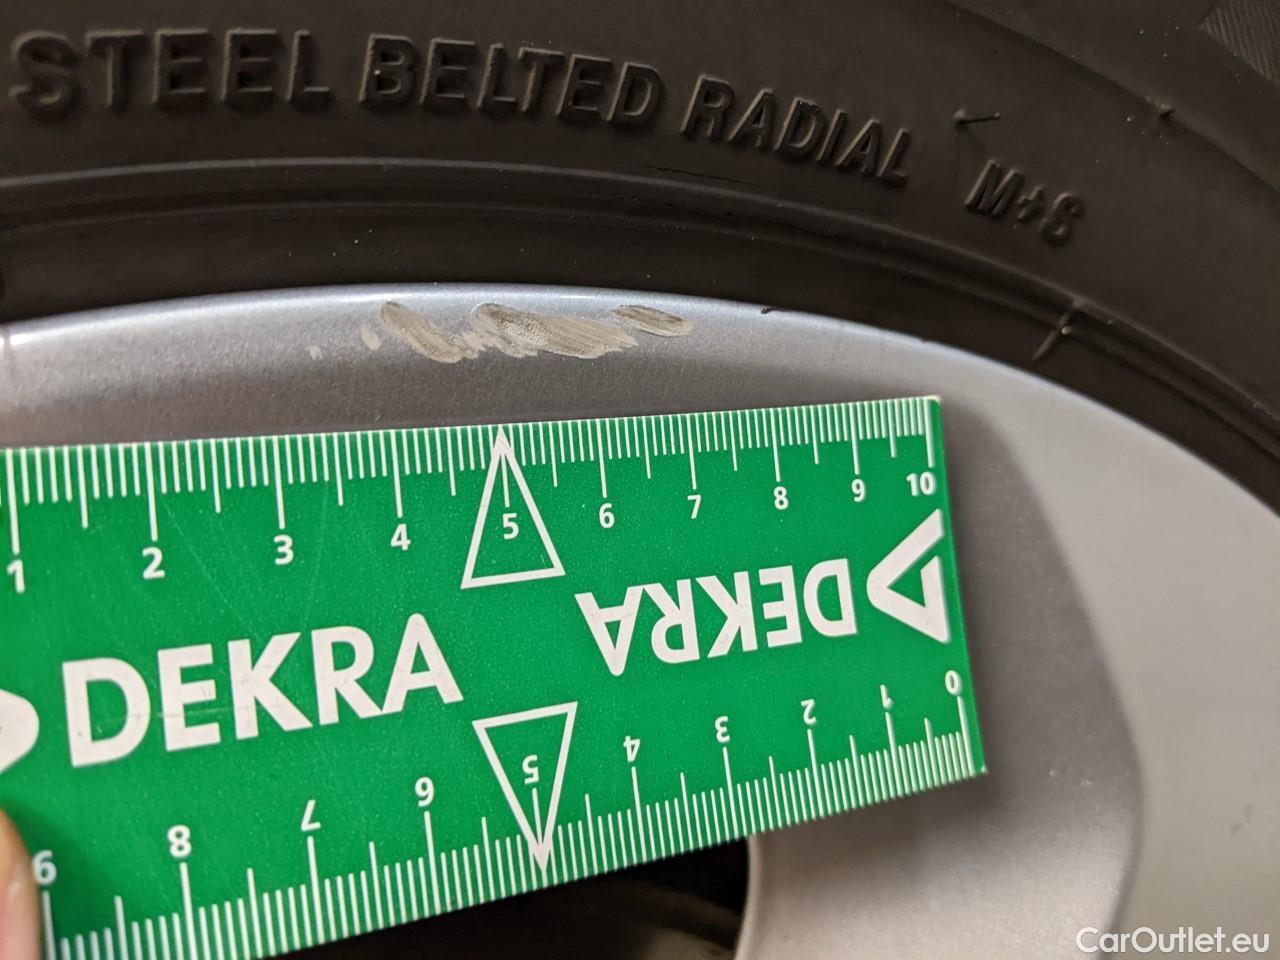 STEEL BELTED RADIAL M+S
1 2 3 4 5 6 7 8 9 10
DEKRA
DEKRA
9 8 7 6 5 4 3 2 1 0
CarOutlet.eu